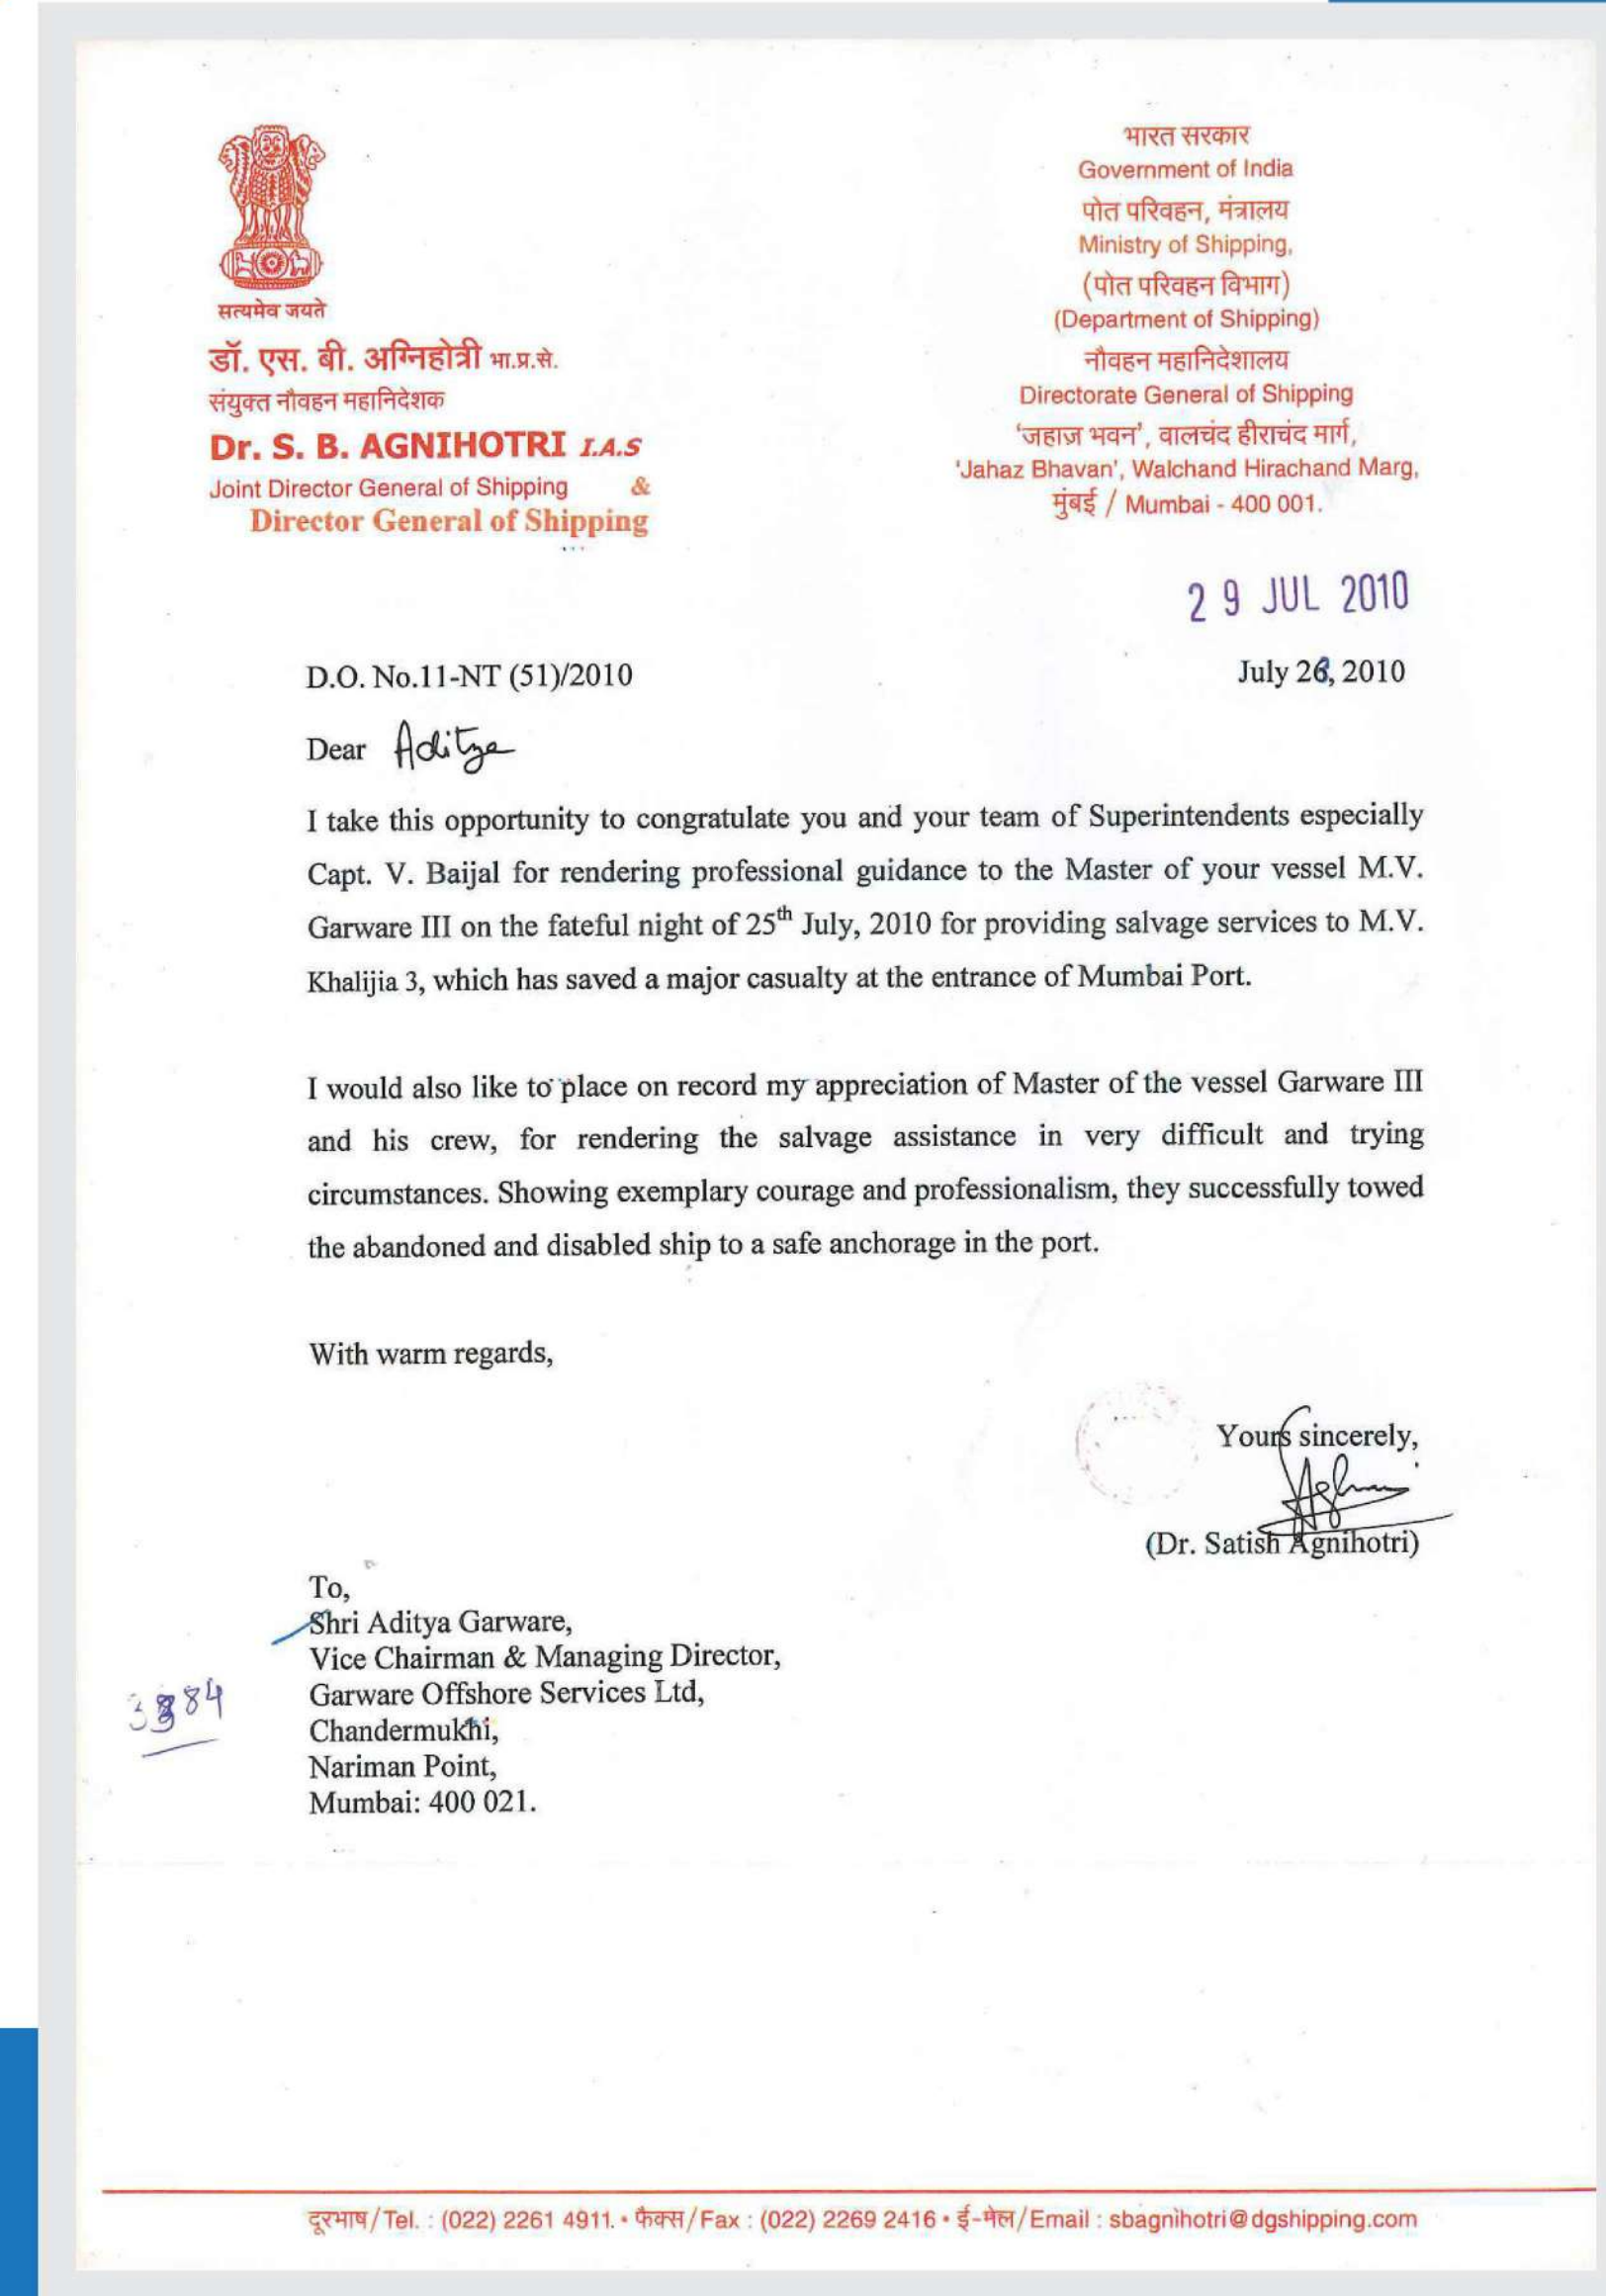 सत्यमेव जयते
डॉ. एस. बी. अग्निहोत्री भा.प्र.से.
संयुक्त नौवहन महानिदेशक
Dr. S. B. AGNIHOTRI I.A.S
Joint Director General of Shipping &
Director General of Shipping
भारत सरकार
Government of India
पोत परिवहन, मंत्रालय
Ministry of Shipping,
(पोत परिवहन विभाग)
(Department of Shipping)
नौवहन महानिदेशालय
Directorate General of Shipping
'जहाज़ भवन', वालचंद हीराचंद मार्ग,
'Jahaz Bhavan', Walchand Hirachand Marg,
मुंबई / Mumbai - 400 001.
29 JUL 2010
D.O. No.11-NT (51)/2010
July 28, 2010
Dear Aditya
I take this opportunity to congratulate you and your team of Superintendents especially
Capt. V. Baijal for rendering professional guidance to the Master of your vessel M.V.
Garware III on the fateful night of 25th July, 2010 for providing salvage services to M.V.
Khalijia 3, which has saved a major casualty at the entrance of Mumbai Port.
I would also like to place on record my appreciation of Master of the vessel Garware III
and his crew, for rendering the salvage assistance in very difficult and trying
circumstances. Showing exemplary courage and professionalism, they successfully towed
the abandoned and disabled ship to a safe anchorage in the port.
With warm regards,
Yours sincerely,
(Dr. Satish Agnihotri)
To,
Shri Aditya Garware,
Vice Chairman & Managing Director,
Garware Offshore Services Ltd,
Chandermukhi,
Nariman Point,
Mumbai: 400 021.
दूरभाष/Tel. : (022) 2261 4911. • फैक्स/Fax : (022) 2269 2416 • ई-मेल/Email : sbagnihotri@dgshipping.com